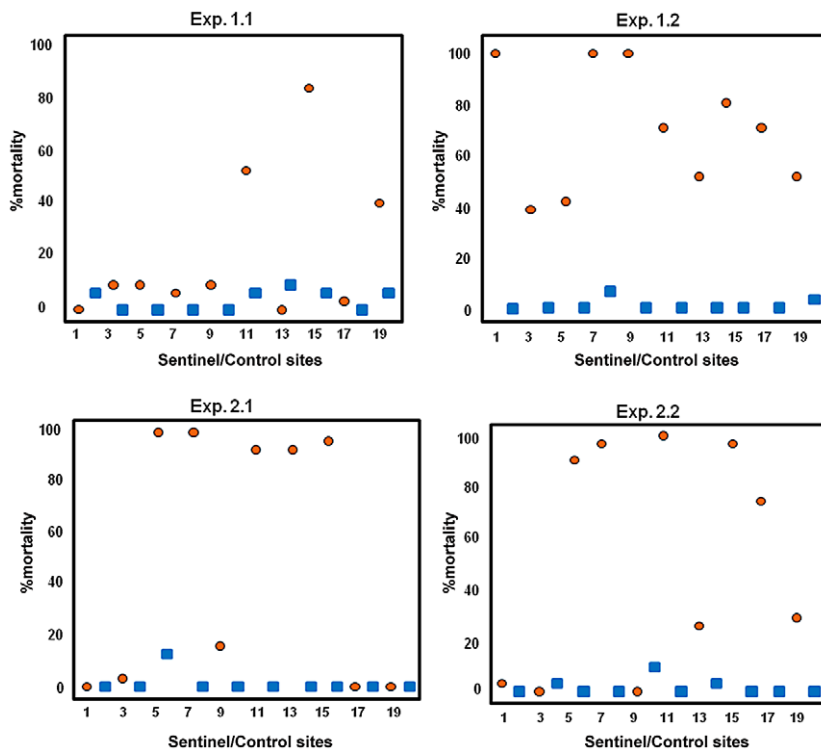 Exp. 1.1
%mortality
100
80
60
40
20
0
1 3 5 7 9 11 13 15 17 19
Sentinel/Control sites
Exp. 1.2
%mortality
100
80
60
40
20
0
1 3 5 7 9 11 13 15 17 19
Sentinel/Control sites
Exp. 2.1
%mortality
100
80
60
40
20
0
1 3 5 7 9 11 13 15 17 19
Sentinel/Control sites
Exp. 2.2
%mortality
100
80
60
40
20
0
1 3 5 7 9 11 13 15 17 19
Sentinel/Control sites